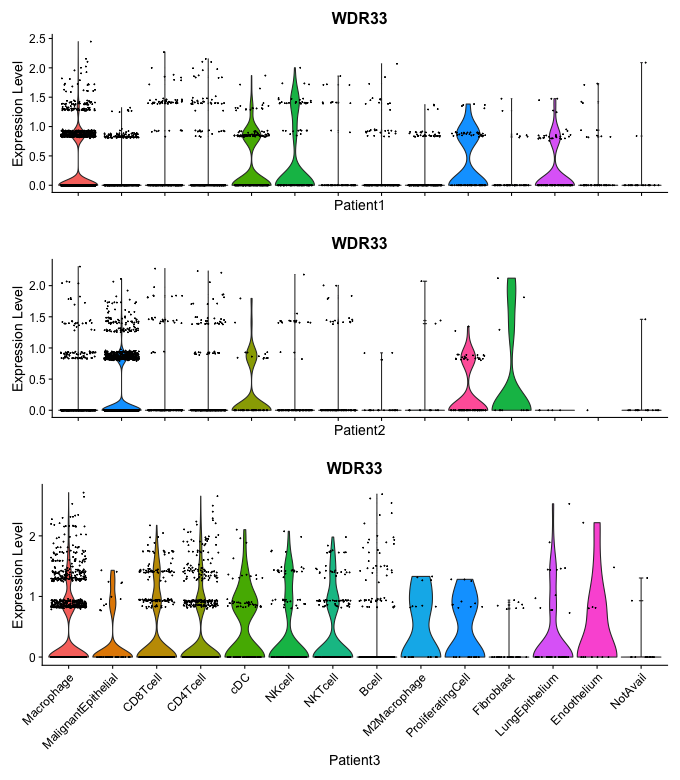 WDR33
Expression Level
2.5
2.0
1.5
1.0
0.5
0.0
Patient1
WDR33
Expression Level
2.0
1.5
1.0
0.5
0.0
Patient2
WDR33
Expression Level
2
1
0
Macrophage
MalignantEpithelial
CD8Tcell
CD4Tcell
cDC
NKcell
NKTcell
Bcell
M2Macrophage
ProliferatingCell
Fibroblast
LungEpithelium
Endothelium
NotAvail
Patient3